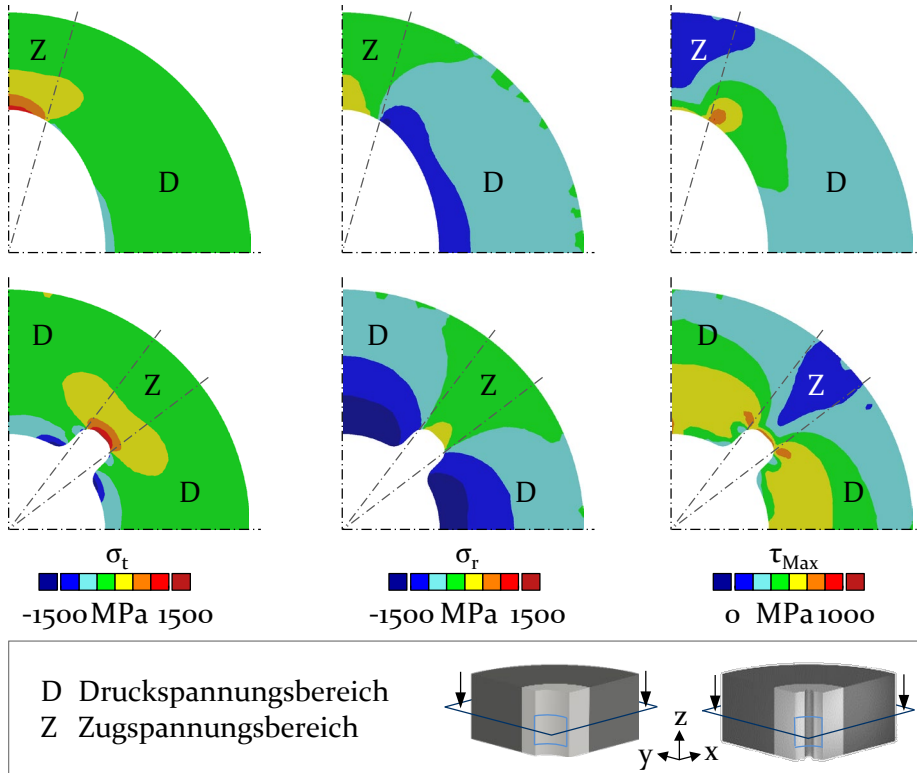 Z
D
Z
D
Z
D
D
Z
D
D
Z
D
D
Z
D
σt
-1500 MPa 1500
σr
-1500 MPa 1500
τMax
0 MPa 1000
D Druckspannungsbereich
Z Zugspannungsbereich
z
y x